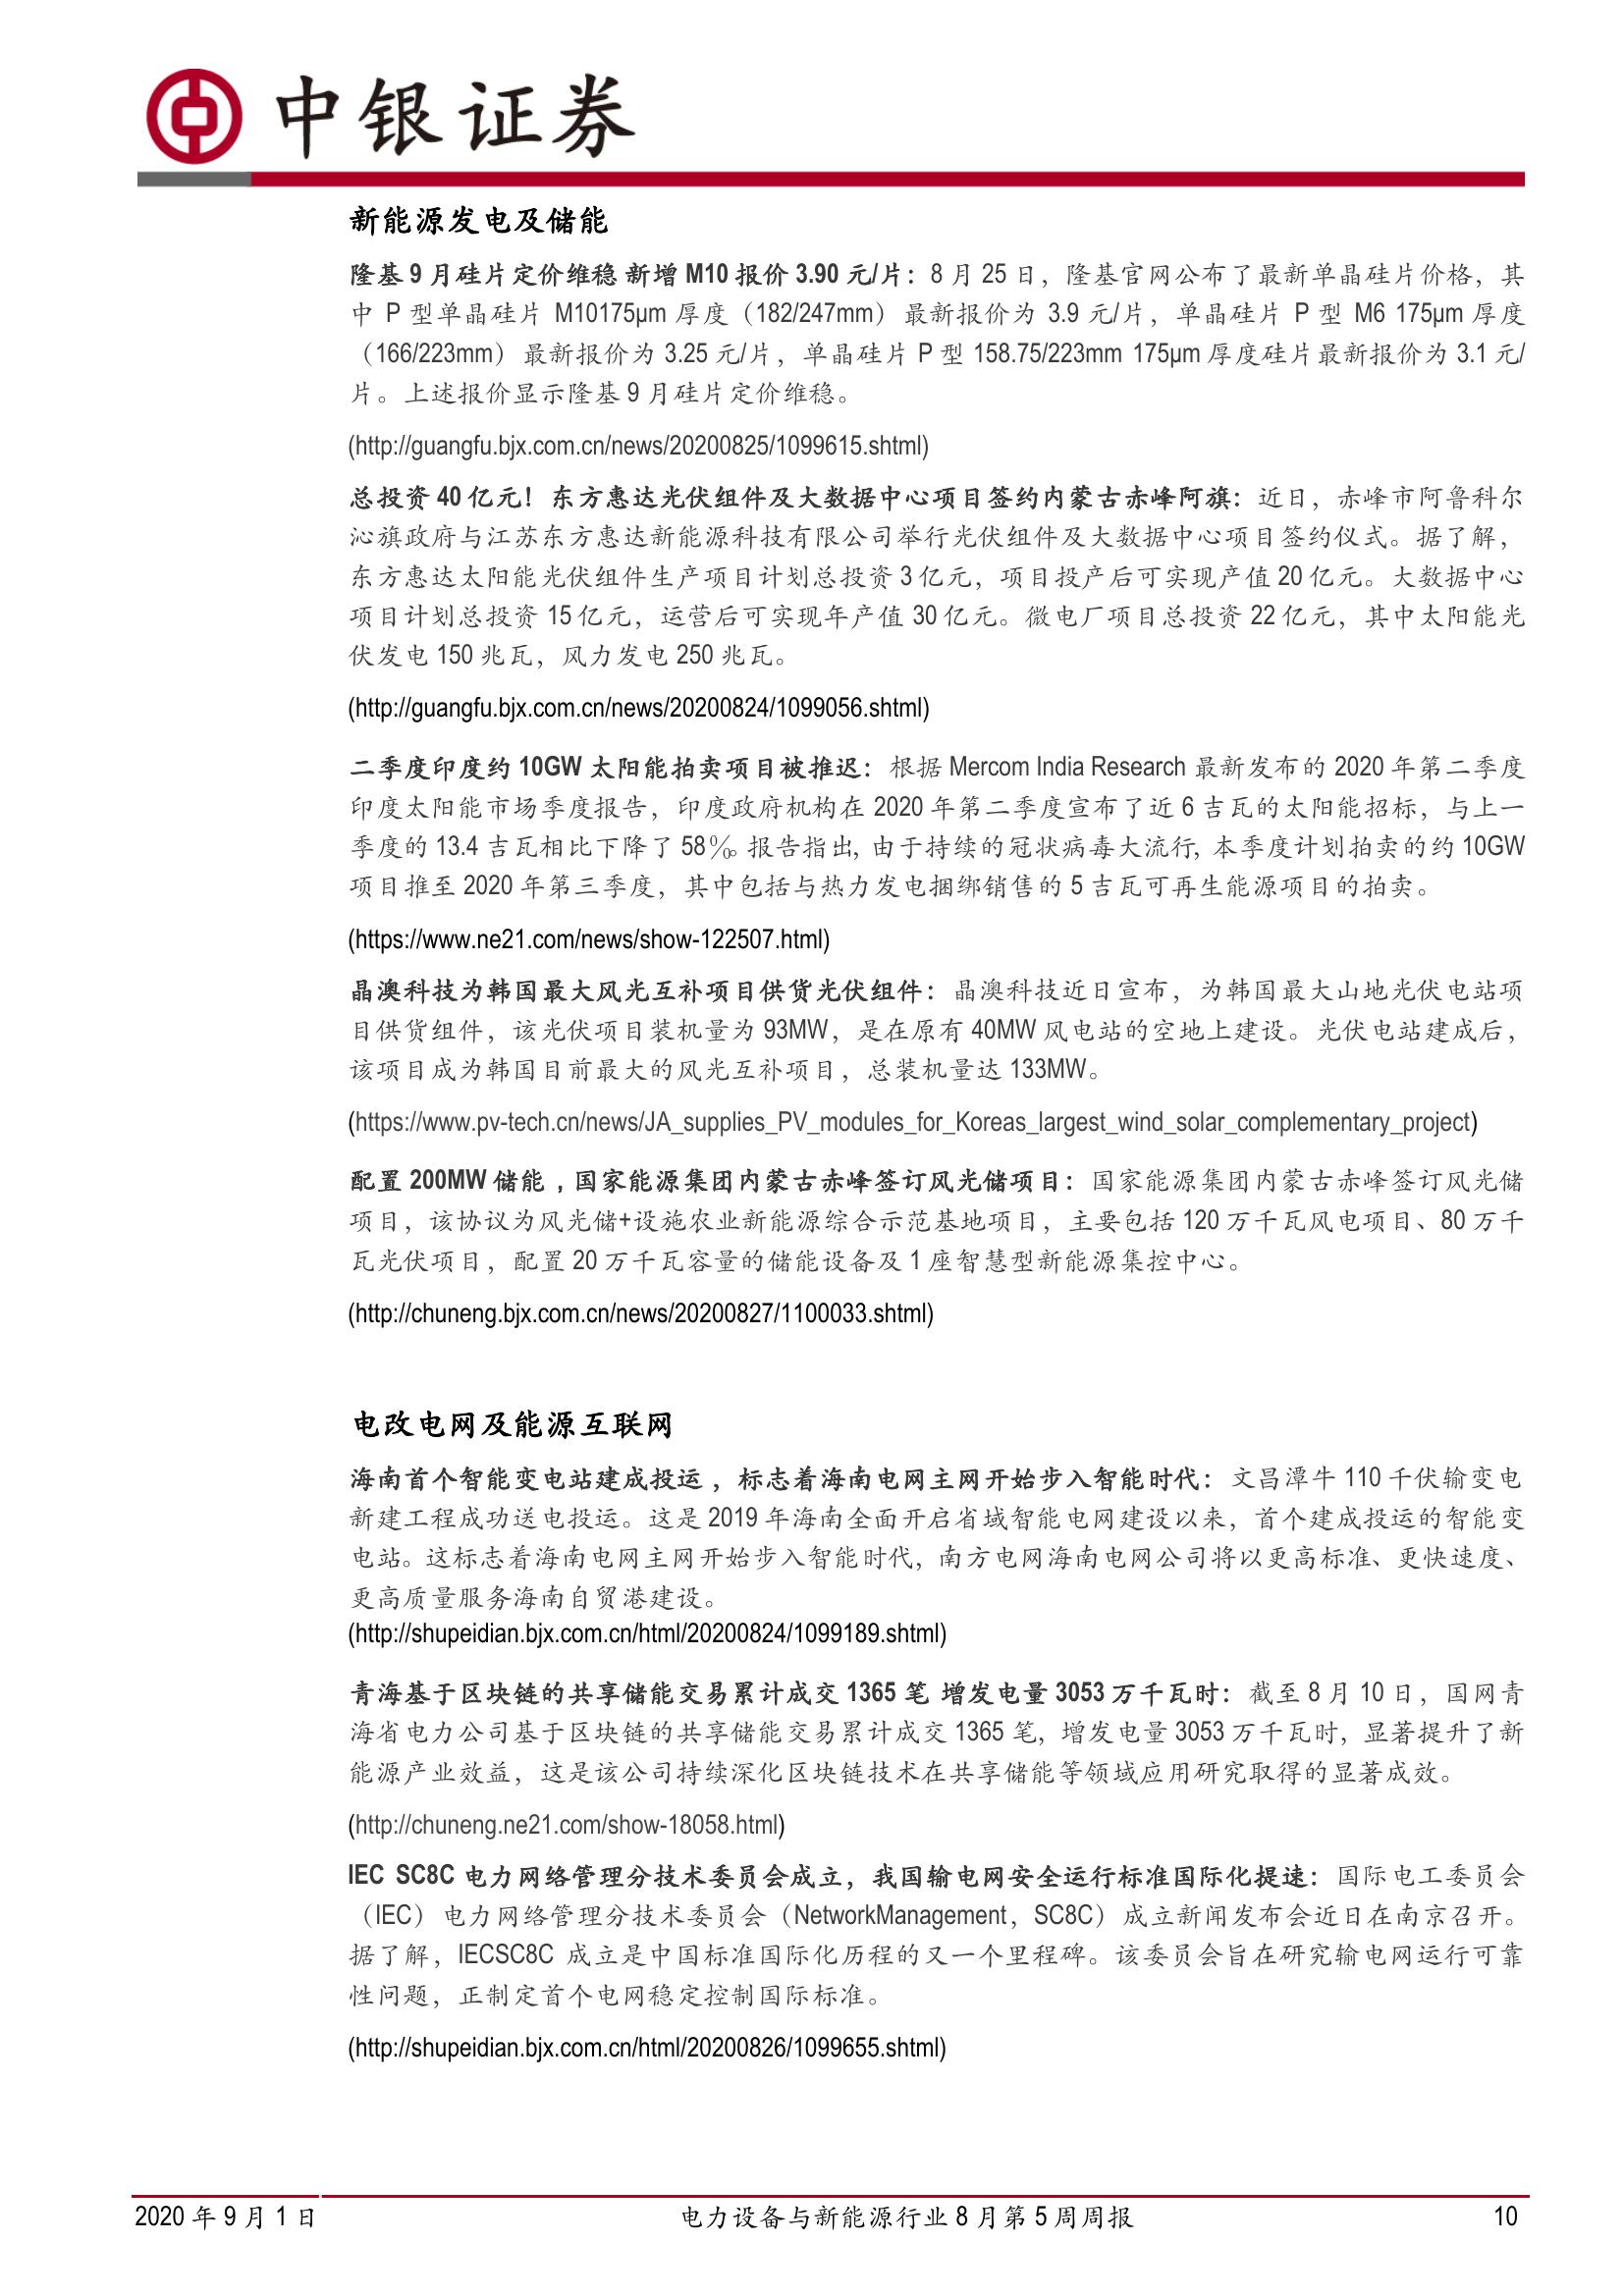 中银证券
新能源发电及储能
隆基 9 月硅片定价维稳 新增 M10 报价 3.90 元/片：8 月 25 日，隆基官网公布了最新单晶硅片价格，其
中 P 型单晶硅片 M10175μm 厚度（182/247mm）最新报价为 3.9 元/片，单晶硅片 P 型 M6 175μm 厚度
（166/223mm）最新报价为 3.25 元/片，单晶硅片 P 型 158.75/223mm 175μm 厚度硅片最新报价为 3.1 元/
片。上述报价显示隆基 9 月硅片定价维稳。
(http://guangfu.bjx.com.cn/news/20200825/1099615.shtml)
总投资 40 亿元！东方惠达光伏组件及大数据中心项目签约内蒙古赤峰阿旗：近日，赤峰市阿鲁科尔
沁旗政府与江苏东方惠达新能源科技有限公司举行光伏组件及大数据中心项目签约仪式。据了解，
东方惠达太阳能光伏组件生产项目计划总投资 3 亿元，项目投产后可实现产值 20 亿元。大数据中心
项目计划总投资 15 亿元，运营后可实现年产值 30 亿元。微电厂项目总投资 22 亿元，其中太阳能光
伏发电 150 兆瓦，风力发电 250 兆瓦。
(http://guangfu.bjx.com.cn/news/20200824/1099056.shtml)
二季度印度约 10GW 太阳能拍卖项目被推迟：根据 Mercom India Research 最新发布的 2020 年第二季度
印度太阳能市场季度报告，印度政府机构在 2020 年第二季度宣布了近 6 吉瓦的太阳能招标，与上一
季度的 13.4 吉瓦相比下降了 58％。报告指出，由于持续的冠状病毒大流行，本季度计划拍卖的约 10GW
项目推至 2020 年第三季度，其中包括与热力发电捆绑销售的 5 吉瓦可再生能源项目的拍卖。
(https://www.ne21.com/news/show-122507.html)
晶澳科技为韩国最大风光互补项目供货光伏组件：晶澳科技近日宣布，为韩国最大山地光伏电站项
目供货组件，该光伏项目装机量为 93MW，是在原有 40MW 风电站的空地上建设。光伏电站建成后，
该项目成为韩国目前最大的风光互补项目，总装机量达 133MW。
(https://www.pv-tech.cn/news/JA_supplies_PV_modules_for_Koreas_largest_wind_solar_complementary_project)
配置 200MW 储能，国家能源集团内蒙古赤峰签订风光储项目：国家能源集团内蒙古赤峰签订风光储
项目，该协议为风光储+设施农业新能源综合示范基地项目，主要包括 120 万千瓦风电项目、80 万千
瓦光伏项目，配置 20 万千瓦容量的储能设备及 1 座智慧型新能源集控中心。
(http://chuneng.bjx.com.cn/news/20200827/1100033.shtml)
电改电网及能源互联网
海南首个智能变电站建成投运，标志着海南电网主网开始步入智能时代：文昌潭牛 110 千伏输变电
新建工程成功送电投运。这是 2019 年海南全面开启省域智能电网建设以来，首个建成投运的智能变
电站。这标志着海南电网主网开始步入智能时代，南方电网海南电网公司将以更高标准、更快速度、
更高质量服务海南自贸港建设。
(http://shupeidian.bjx.com.cn/html/20200824/1099189.shtml)
青海基于区块链的共享储能交易累计成交 1365 笔 增发电量 3053 万千瓦时：截至 8 月 10 日，国网青
海省电力公司基于区块链的共享储能交易累计成交 1365 笔，增发电量 3053 万千瓦时，显著提升了新
能源产业效益，这是该公司持续深化区块链技术在共享储能等领域应用研究取得的显著成效。
(http://chuneng.ne21.com/show-18058.html)
IEC SC8C 电力网络管理分技术委员会成立，我国输电网安全运行标准国际化提速：国际电工委员会
（IEC）电力网络管理分技术委员会（NetworkManagement，SC8C）成立新闻发布会近日在南京召开。
据了解，IECSC8C 成立是中国标准国际化历程的又一个里程碑。该委员会旨在研究输电网运行可靠
性问题，正制定首个电网稳定控制国际标准。
(http://shupeidian.bjx.com.cn/html/20200826/1099655.shtml)
2020 年 9 月 1 日 电力设备与新能源行业 8 月第 5 周周报 10